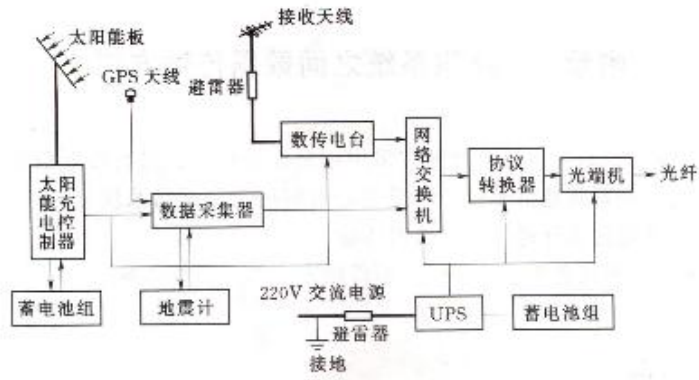 接收天线
太阳能板
GPS 天线
避雷器
数传电台
网络交换机
协议
转换器
光端机
光纤
太阳
能充
电控
制器
数据采集器
蓄电池组
地震计
220V 交流电源
UPS
蓄电池组
避雷器
接地